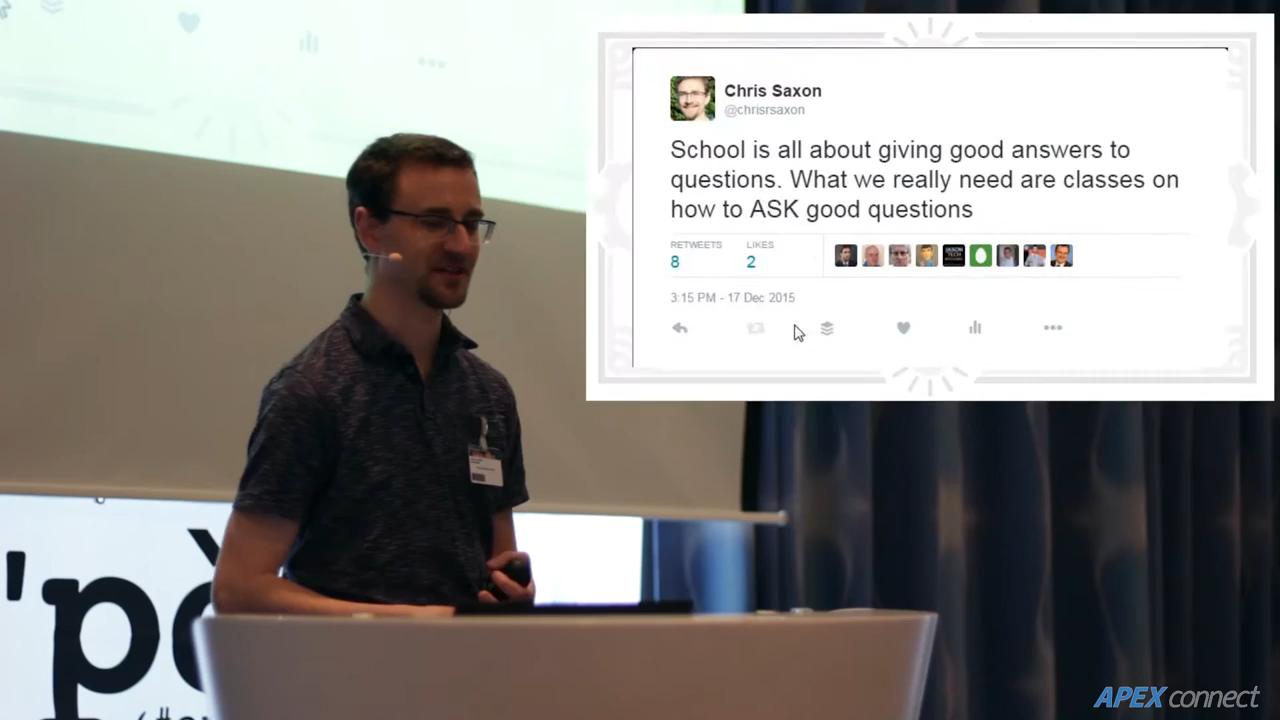 Chris Saxon
@chrisrsaxon
School is all about giving good answers to
questions. What we really need are classes on
how to ASK good questions
RETWEETS LIKES
8 2
3:15 PM - 17 Dec 2015
'pò
APEX connect